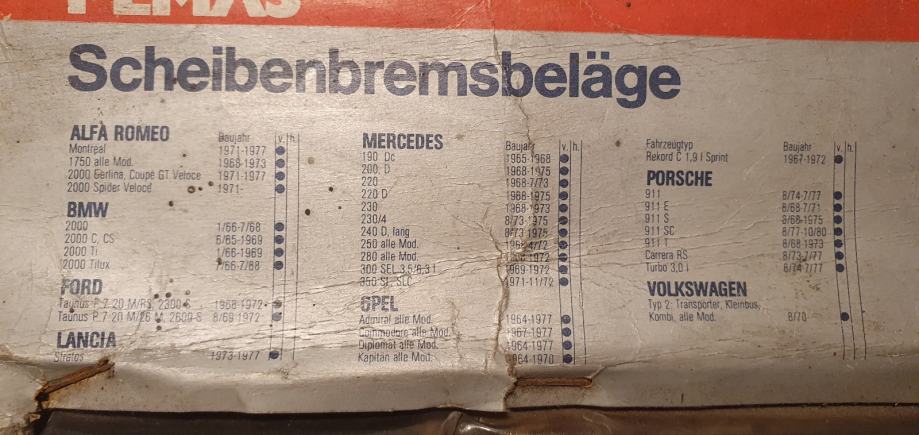 PEMAS
Scheibenbremsbeläge
ALFA ROMEO Baujahr v. h.
Montreal 1971-1977
1750 alle Mod. 1968-1973
2000 Berlina, Coupé GT Veloce 1971-1977
2000 Spider Veloce 1971-
BMW
2000 1/66-7/68
2000 C, CS 6/65-1969
2000 Ti 1/66-1969
2000 Tilux 7/66-7/68
FORD
Taunus P 7 20 M/RS, 2300 S 1968-1972
Taunus P 7 20 M/26 M, 2600 S 8/69 1972
LANCIA
Stratos 1973-1977
MERCEDES Baujahr v. h.
190 Dc 1965-1968
200, D 1968-1975
220 1968-7/73
220 D 1968-1975
230 1968-1973
230/4 8/73 1975
240 D, lang 8/73-1975
250 alle Mod. 4/72
280 alle Mod. 1972
300 SEL 3,5/6,3 l 1969-1972
350 SL, SLC 1971-11/72
OPEL
Admiral alle Mod. 1964-1977
Commodore alle Mod. 1967-1977
Diplomat alle Mod. 1964-1977
Kapitän alle Mod. 1964-1970
Fahrzeugtyp Baujahr v. h.
Rekord C 1,9 l Sprint 1967-1972
PORSCHE
911 8/74-7/77
911 E 8/68-7/71
911 S 8/68-1975
911 SC 8/77-10/80
911 T 8/68-1973
Carrera RS 8/73-7/77
Turbo 3,0 l 8/74-7/77
VOLKSWAGEN
Typ 2: Transporter, Kleinbus,
Kombi, alle Mod. 8/70